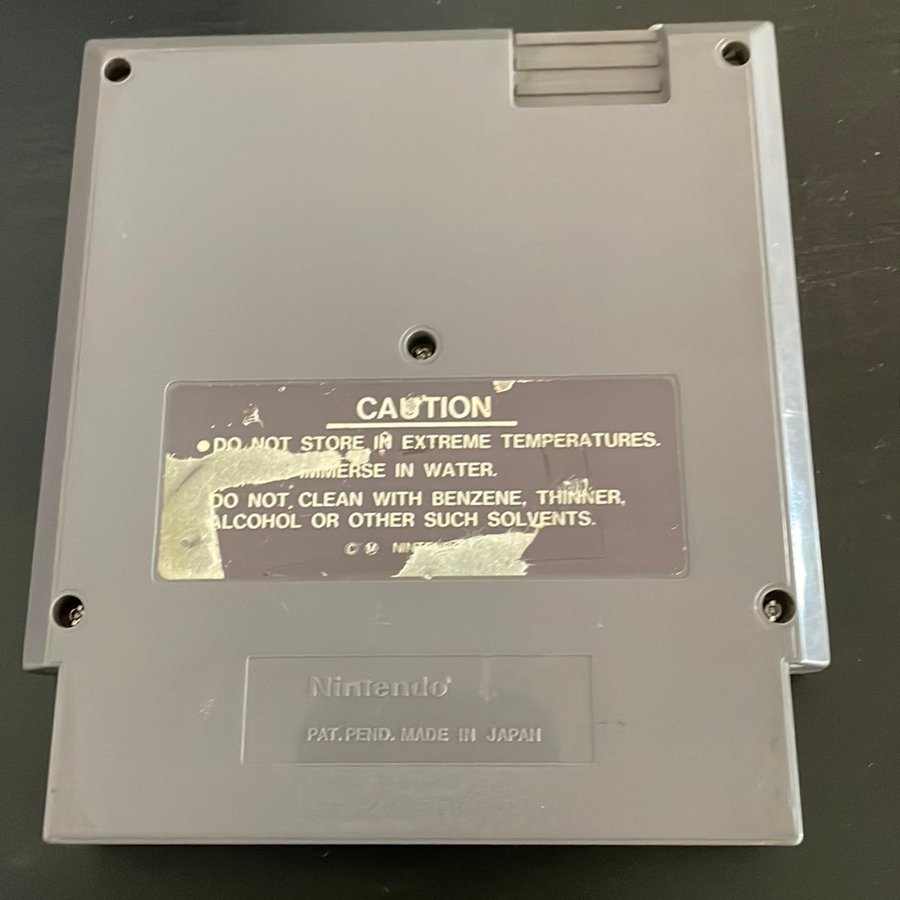 CAUTION
● DO NOT STORE IN EXTREME TEMPERATURES.
IMMERSE IN WATER.
DO NOT CLEAN WITH BENZENE, THINNER,
ALCOHOL OR OTHER SUCH SOLVENTS.
© Ⓜ
Nintendo
PAT. PEND. MADE IN JAPAN